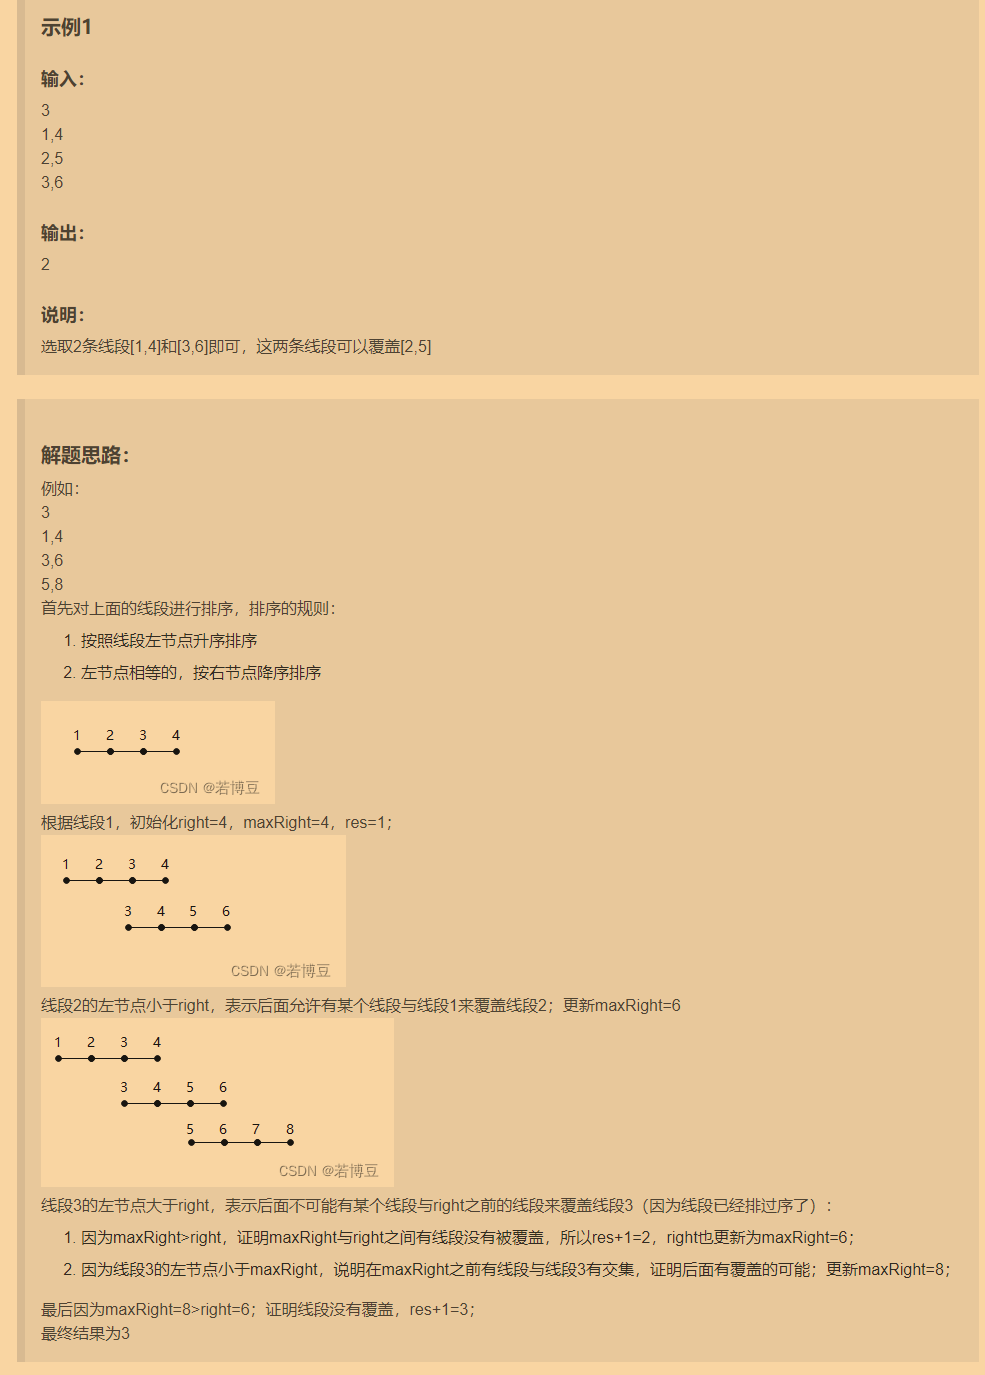 示例1
输入：
3
1,4
2,5
3,6
输出：
2
说明：
选取2条线段[1,4]和[3,6]即可，这两条线段可以覆盖[2,5]
解题思路：
例如：
3
1,4
3,6
5,8
首先对上面的线段进行排序，排序的规则：
1. 按照线段左节点升序排序
2. 左节点相等的，按右节点降序排序
1 2 3 4
CSDN @若博豆
根据线段1，初始化right=4，maxRight=4，res=1；
1 2 3 4
3 4 5 6
CSDN @若博豆
线段2的左节点小于right，表示后面允许有某个线段与线段1来覆盖线段2；更新maxRight=6
1 2 3 4
3 4 5 6
5 6 7 8
CSDN @若博豆
线段3的左节点大于right，表示后面不可能有某个线段与right之前的线段来覆盖线段3（因为线段已经排过序了）：
1. 因为maxRight>right，证明maxRight与right之间有线段没有被覆盖，所以res+1=2，right也更新为maxRight=6；
2. 因为线段3的左节点小于maxRight，说明在maxRight之前有线段与线段3有交集，证明后面有覆盖的可能；更新maxRight=8；
最后因为maxRight=8>right=6；证明线段没有覆盖，res+1=3；
最终结果为3